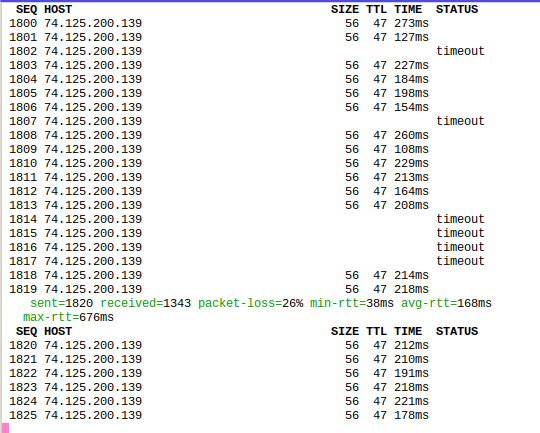 SEQ HOST SIZE TTL TIME STATUS
1800 74.125.200.139 56 47 273ms
1801 74.125.200.139 56 47 127ms
1802 74.125.200.139 timeout
1803 74.125.200.139 56 47 227ms
1804 74.125.200.139 56 47 184ms
1805 74.125.200.139 56 47 198ms
1806 74.125.200.139 56 47 154ms
1807 74.125.200.139 timeout
1808 74.125.200.139 56 47 260ms
1809 74.125.200.139 56 47 108ms
1810 74.125.200.139 56 47 229ms
1811 74.125.200.139 56 47 213ms
1812 74.125.200.139 56 47 164ms
1813 74.125.200.139 56 47 208ms
1814 74.125.200.139 timeout
1815 74.125.200.139 timeout
1816 74.125.200.139 timeout
1817 74.125.200.139 timeout
1818 74.125.200.139 56 47 214ms
1819 74.125.200.139 56 47 218ms
sent=1820 received=1343 packet-loss=26% min-rtt=38ms avg-rtt=168ms
max-rtt=676ms
SEQ HOST SIZE TTL TIME STATUS
1820 74.125.200.139 56 47 212ms
1821 74.125.200.139 56 47 210ms
1822 74.125.200.139 56 47 191ms
1823 74.125.200.139 56 47 218ms
1824 74.125.200.139 56 47 221ms
1825 74.125.200.139 56 47 178ms